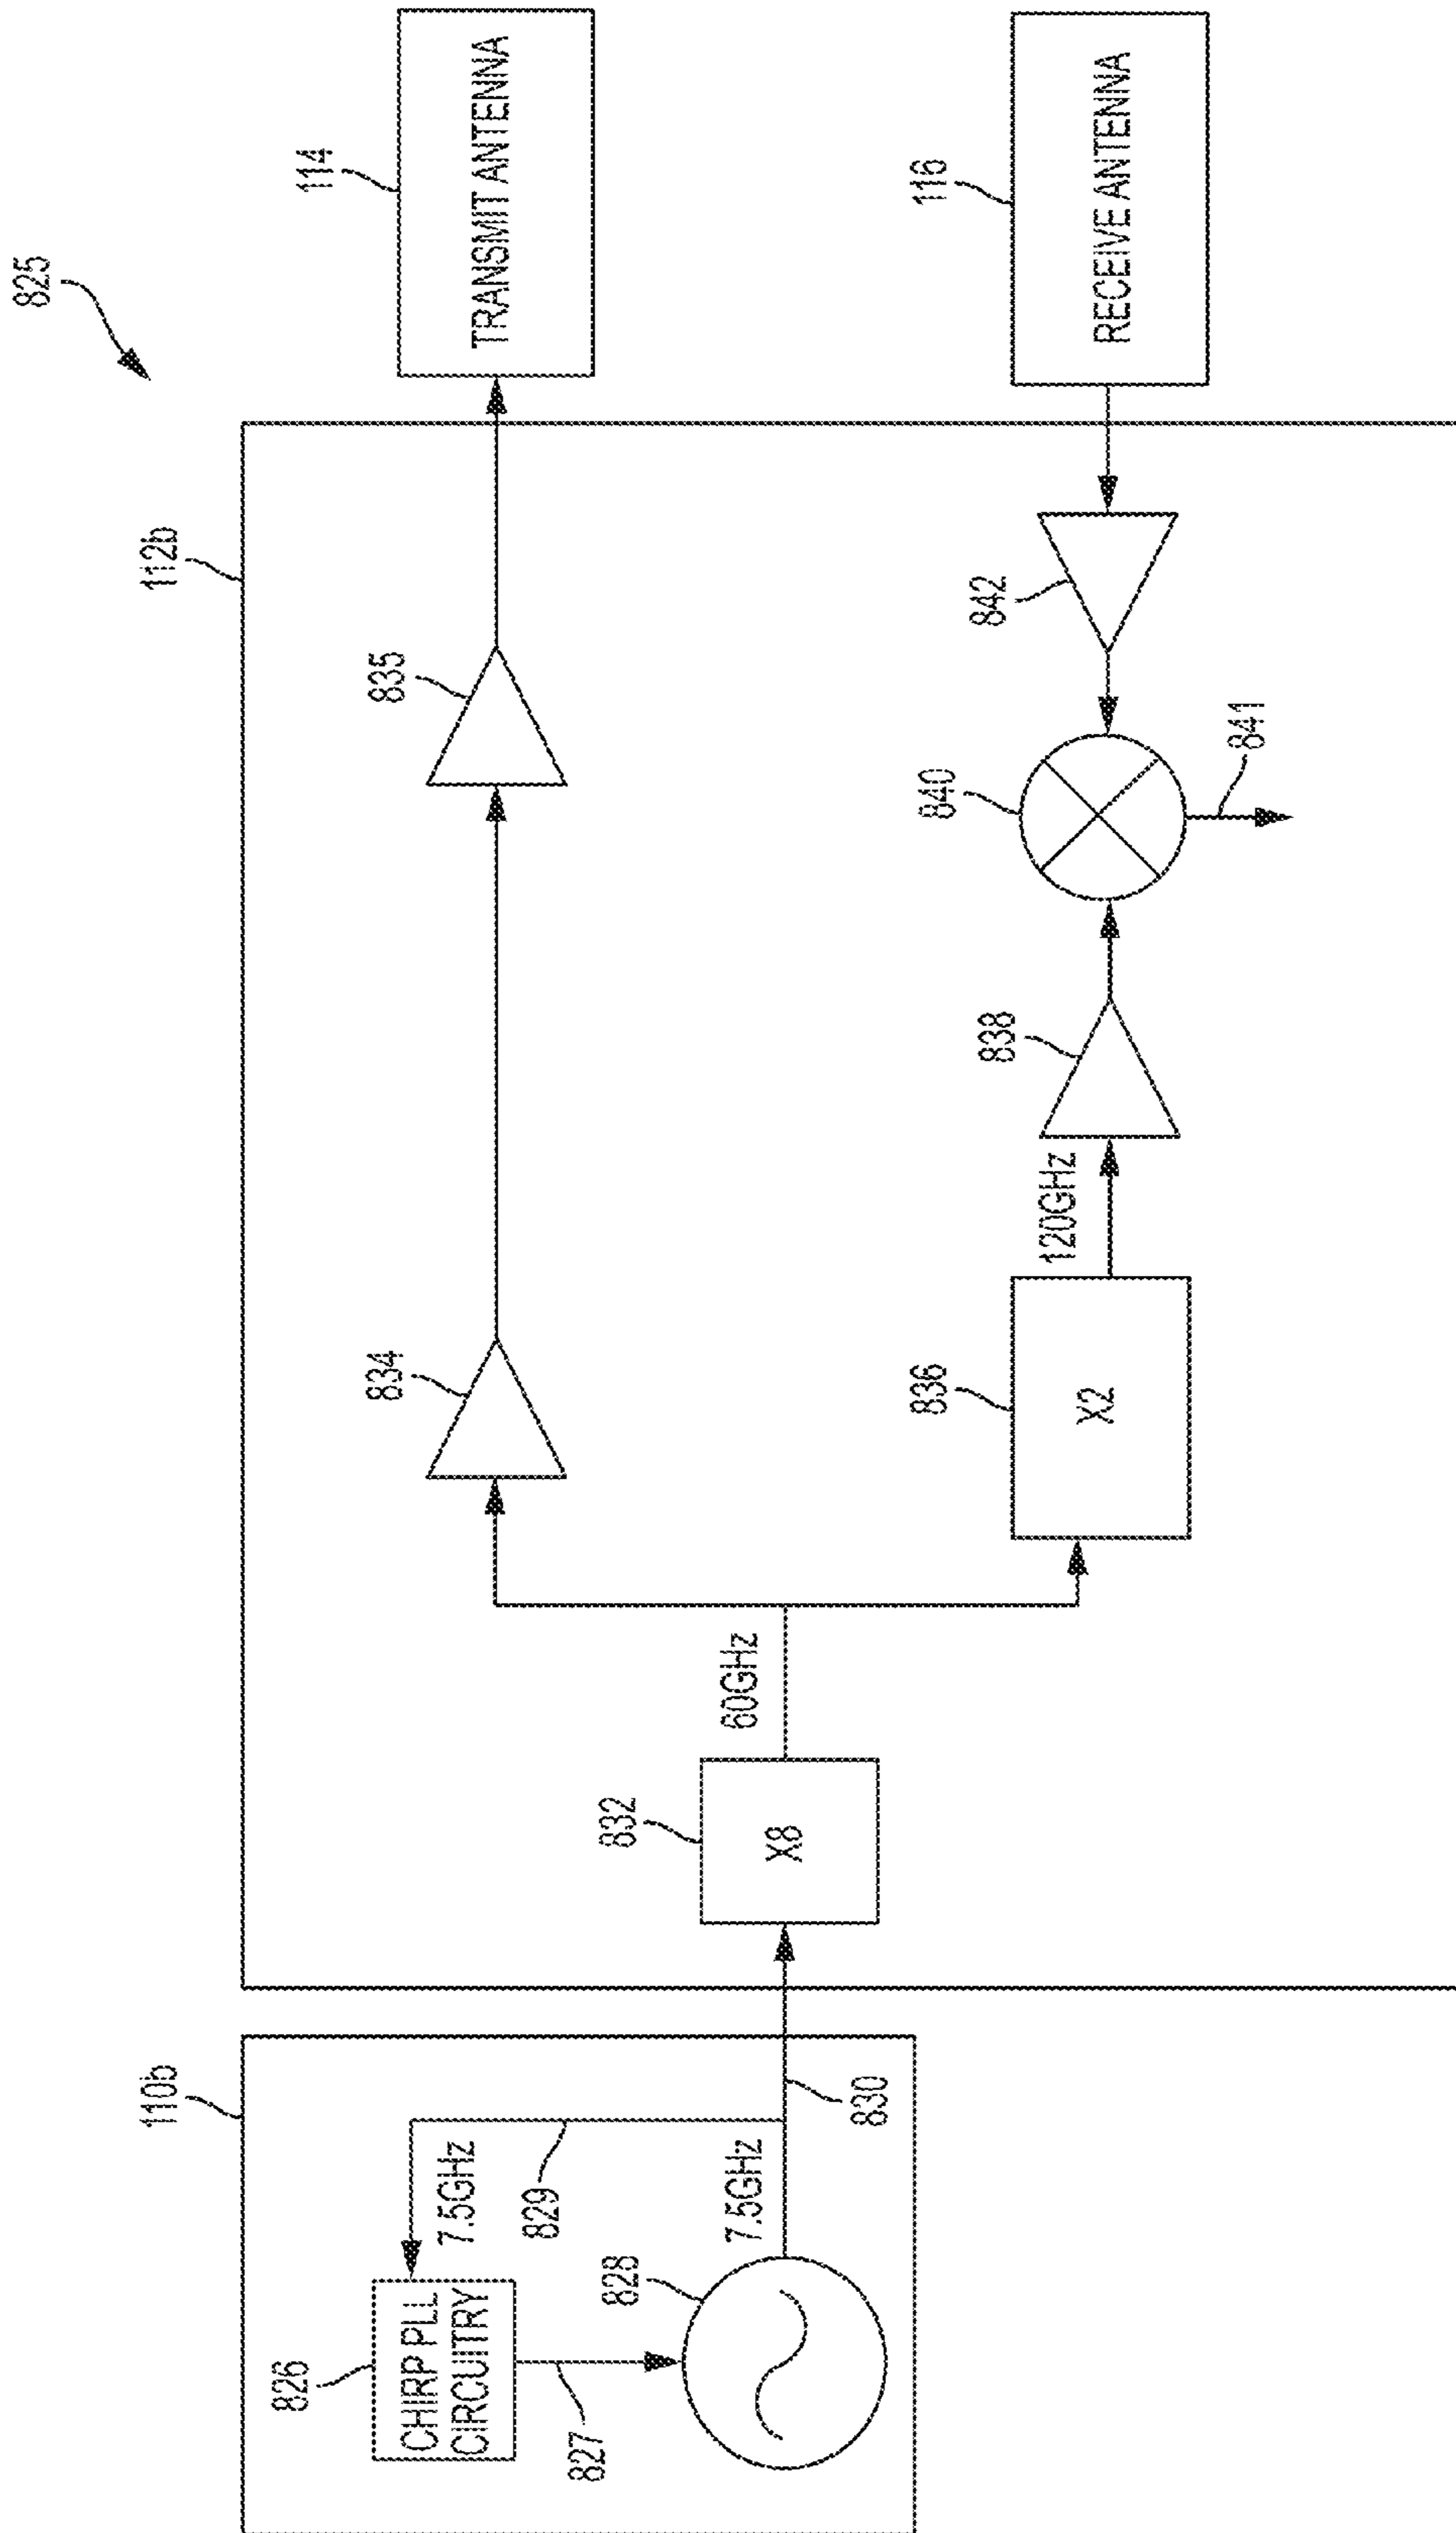 825
110b
826
CHIRP PLL
CIRCUITRY
827
7.5GHz
829
828
7.5GHz
830
112b
832
X8
60GHz
834
835
836
X2
120GHz
838
840
841
842
114
TRANSMIT ANTENNA
116
RECEIVE ANTENNA